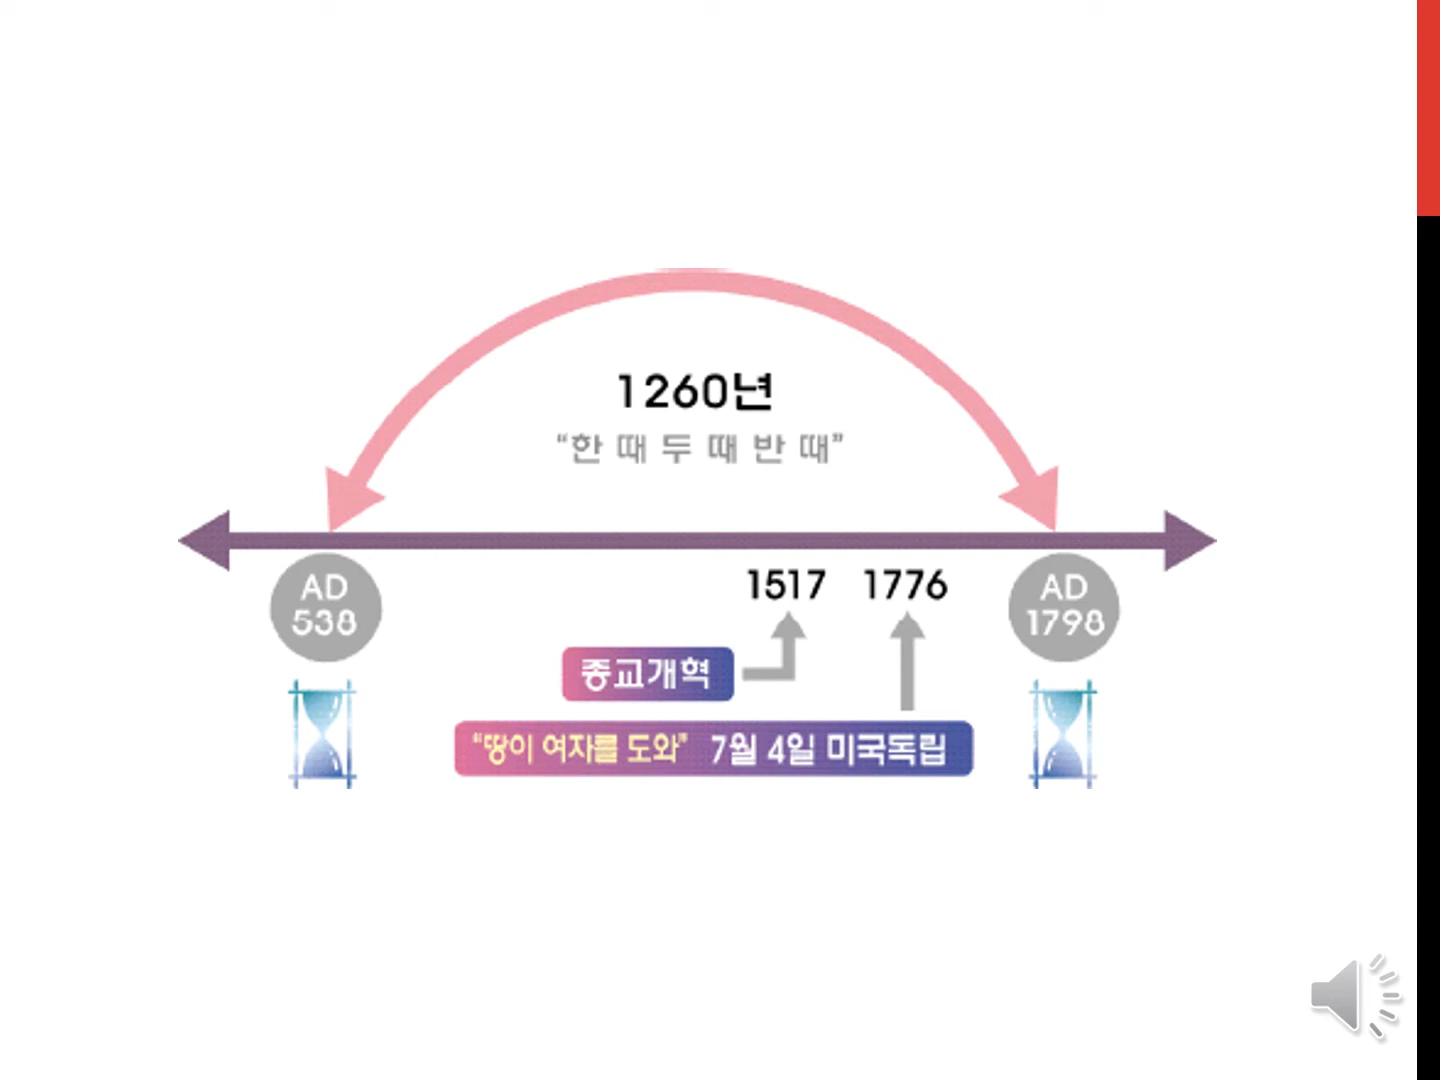 1260년
“한 때 두 때 반 때”
AD
538
1517
1776
AD
1798
종교개혁
“땅이 여자를 도와” 7월 4일 미국독립